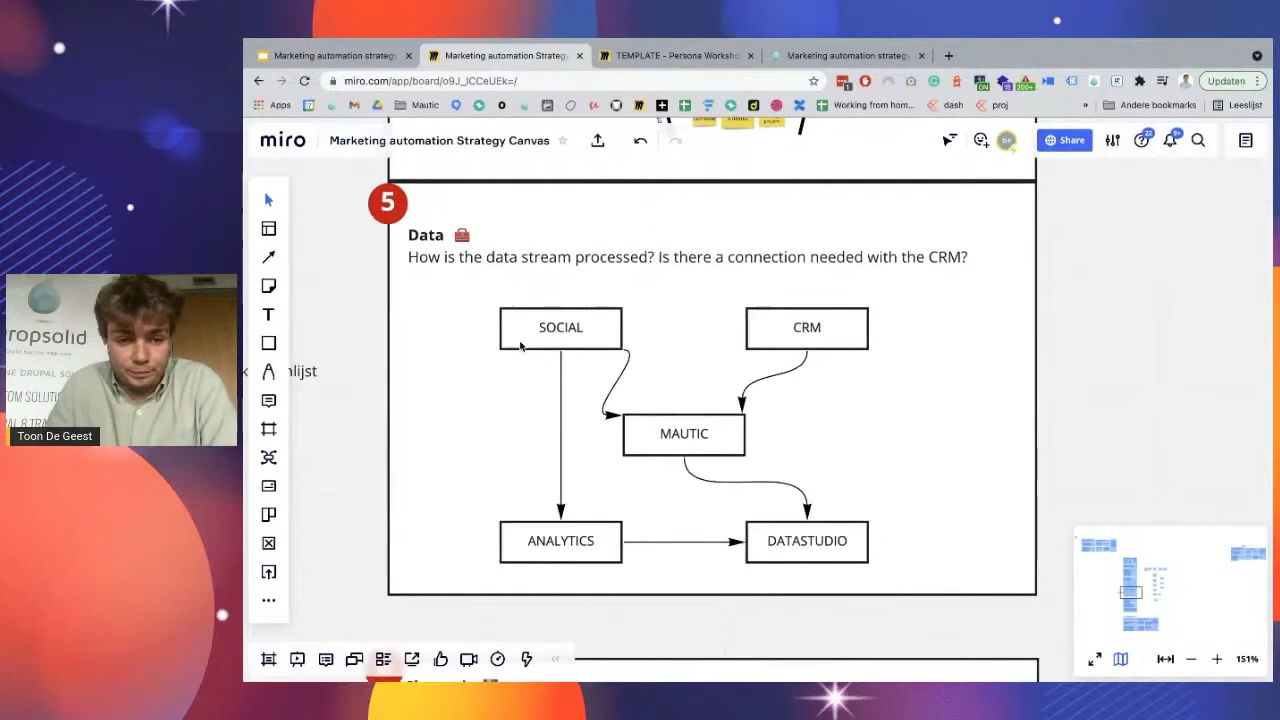 Marketing automation strategy
Marketing automation Strateg
TEMPLATE - Persona Worksho
Marketing automation strateg
miro.com/app/board/o9J_lCCeUEk=/
Updaten
Apps
Mautic
Working from hom...
dash
proj
»
Andere bookmarks
Leeslijst
miro
Marketing automation Strategy Canvas
Share
5
Data
How is the data stream processed? Is there a connection needed with the CRM?
SOCIAL
CRM
MAUTIC
ANALYTICS
DATASTUDIO
nlijst
ropsolid
Toon De Geest
151%